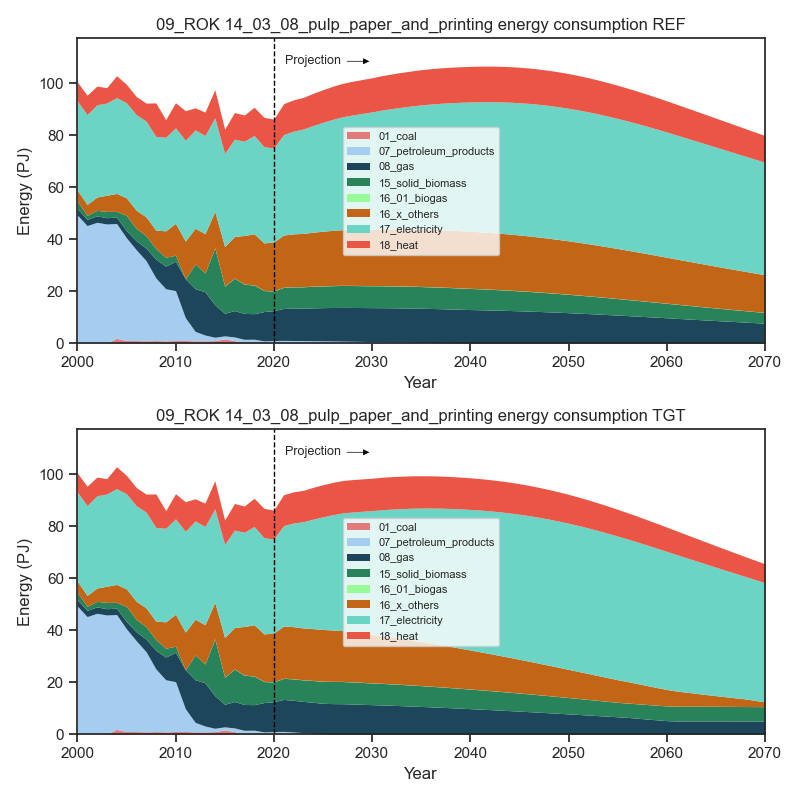 09_ROK 14_03_08_pulp_paper_and_printing energy consumption REF
Projection
100
80
60
40
20
0
Energy (PJ)
01_coal
07_petroleum_products
08_gas
15_solid_biomass
16_01_biogas
16_x_others
17_electricity
18_heat
2000 2010 2020 2030 2040 2050 2060 2070
Year
09_ROK 14_03_08_pulp_paper_and_printing energy consumption TGT
Projection
100
80
60
40
20
0
Energy (PJ)
01_coal
07_petroleum_products
08_gas
15_solid_biomass
16_01_biogas
16_x_others
17_electricity
18_heat
2000 2010 2020 2030 2040 2050 2060 2070
Year